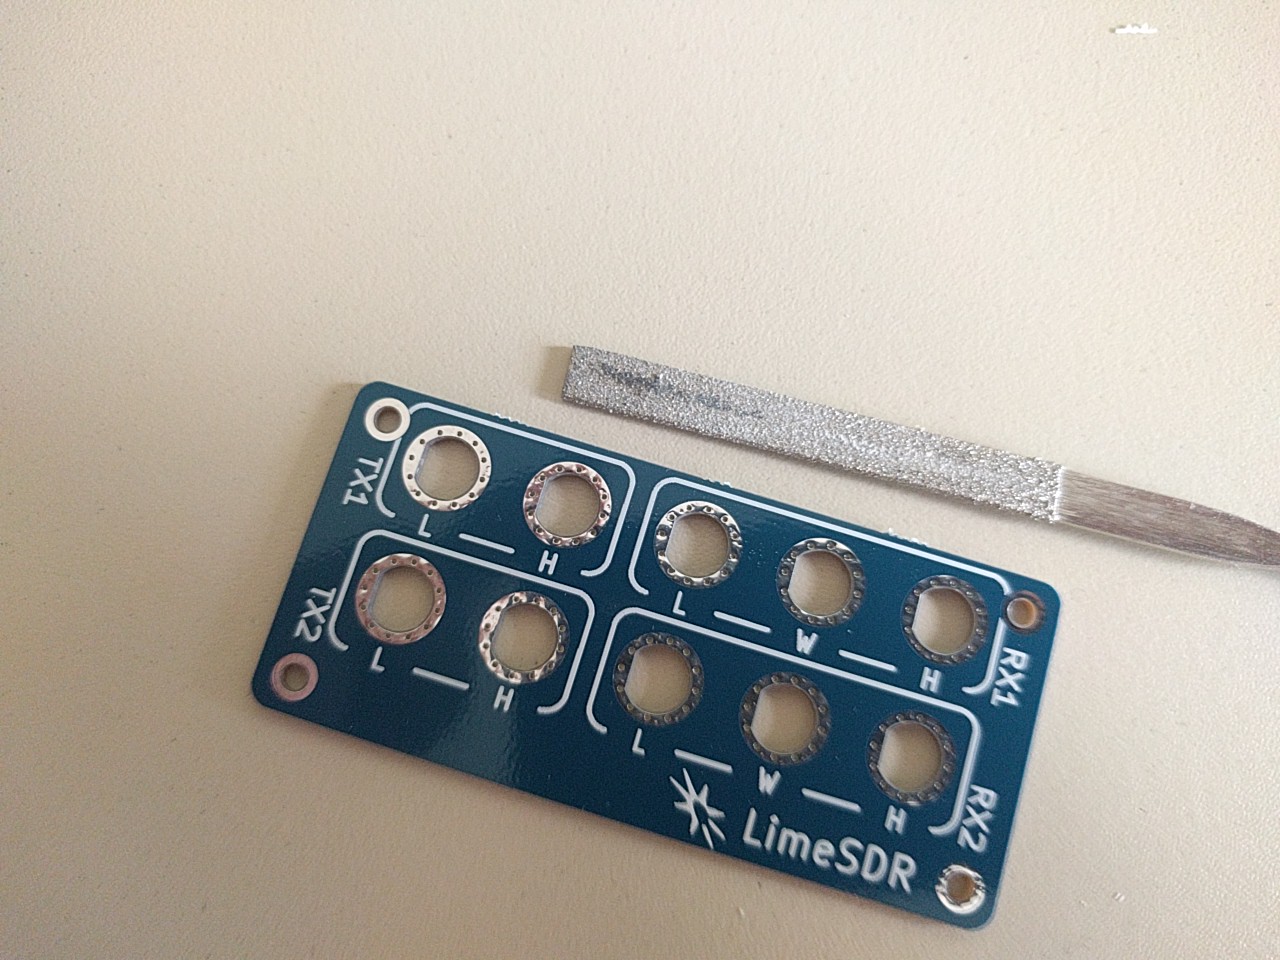 TX1
L — H
TX2
L — H
RX1
L — W — H
RX2
L — W — H
LimeSDR